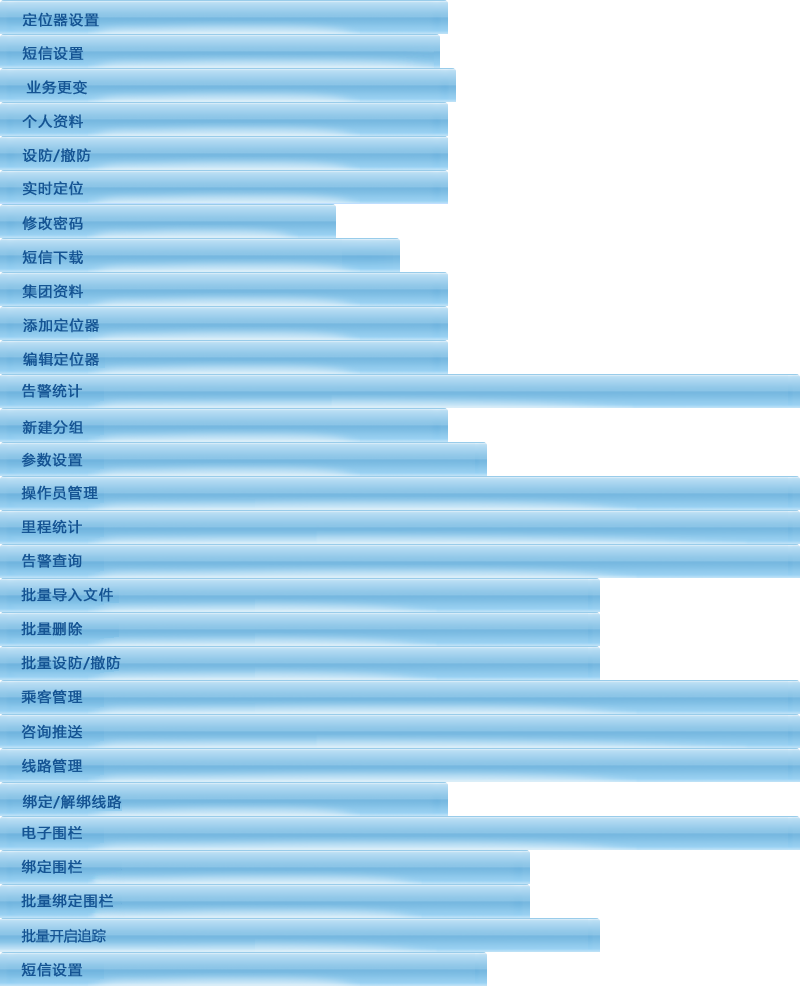 定位器设置
短信设置
业务更变
个人资料
设防/撤防
实时定位
修改密码
短信下载
集团资料
添加定位器
编辑定位器
告警统计
新建分组
参数设置
操作员管理
里程统计
告警查询
批量导入文件
批量删除
批量设防/撤防
乘客管理
咨询推送
线路管理
绑定/解绑线路
电子围栏
绑定围栏
批量绑定围栏
批量开启追踪
短信设置